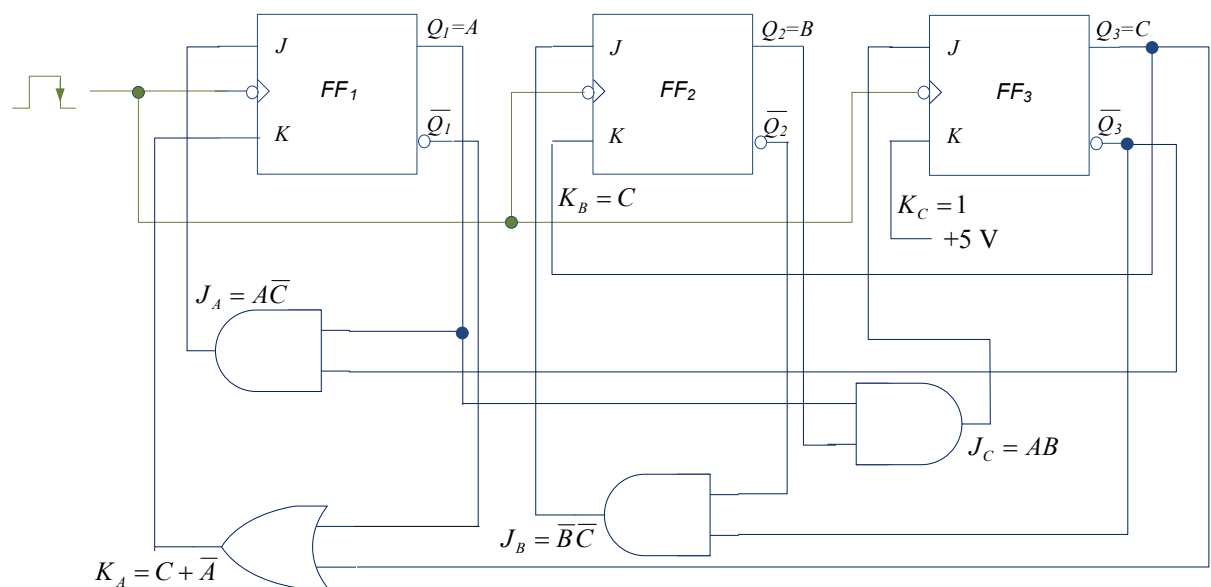 Q₁=A
J
FF₁
K
Q̅₁
Q₂=B
J
FF₂
K
Q̅₂
Q₃=C
J
FF₃
K
Q̅₃
K_B = C
K_C = 1
+5 V
J_A = AC̅
J_C = AB
J_B = B̅C̅
K_A = C + A̅